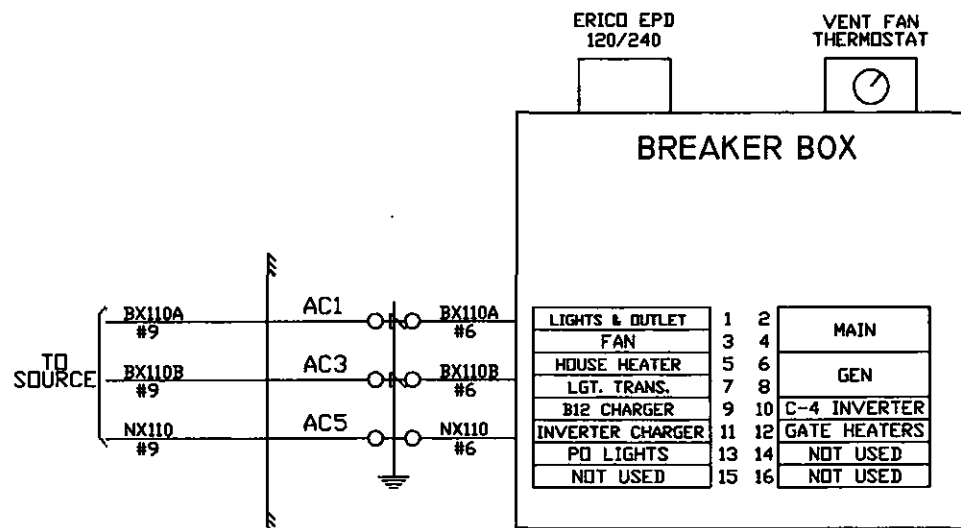 ERICO EPD
120/240
VENT FAN
THERMOSTAT
BREAKER BOX
TO
SOURCE
BX110A
#9
AC1
BX110A
#6
BX110B
#9
AC3
BX110B
#6
NX110
#9
AC5
NX110
#6
LIGHTS & OUTLET 1 2 MAIN
FAN 3 4
HOUSE HEATER 5 6 GEN
LGT. TRANS. 7 8
B12 CHARGER 9 10 C-4 INVERTER
INVERTER CHARGER 11 12 GATE HEATERS
PO LIGHTS 13 14 NOT USED
NOT USED 15 16 NOT USED